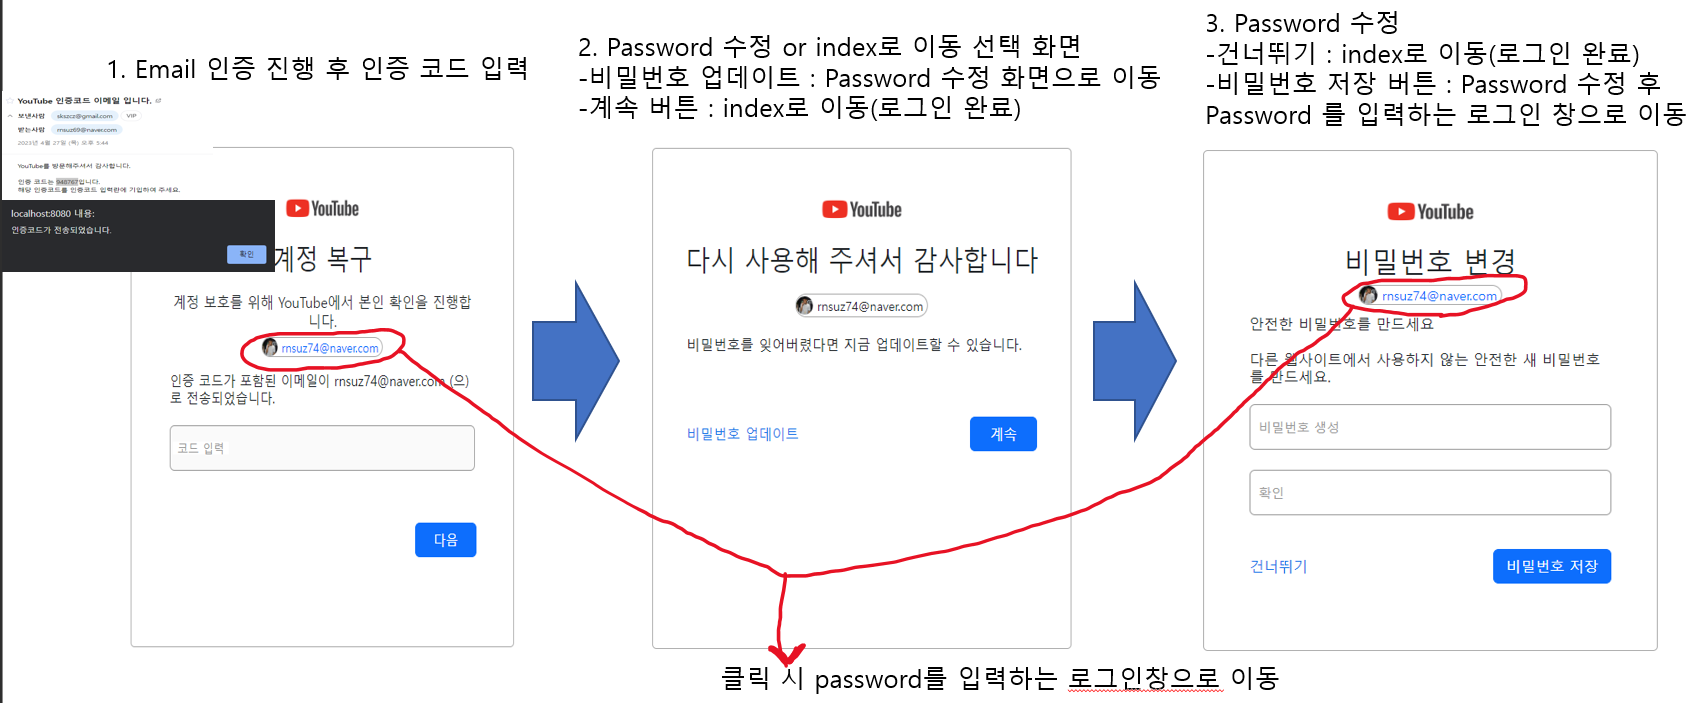 1. Email 인증 진행 후 인증 코드 입력
YouTube 인증코드 이메일 입니다.
보낸사람 skszcz@gmail.com VIP
받는사람 rnsuz69@naver.com
2023년 4월 27일 (목) 오후 5:44
YouTube를 방문해주셔서 감사합니다.
인증 코드는 948767입니다.
해당 인증코드를 인증코드 입력란에 기입하여 주세요.
localhost:8080 내용:
인증코드가 전송되었습니다.
확인
YouTube
계정 복구
계정 보호를 위해 YouTube에서 본인 확인을 진행합
니다.
rnsuz74@naver.com
인증 코드가 포함된 이메일이 rnsuz74@naver.com (으)
로 전송되었습니다.
코드 입력
다음
2. Password 수정 or index로 이동 선택 화면
-비밀번호 업데이트 : Password 수정 화면으로 이동
-계속 버튼 : index로 이동(로그인 완료)
YouTube
다시 사용해 주셔서 감사합니다
rnsuz74@naver.com
비밀번호를 잊어버렸다면 지금 업데이트할 수 있습니다.
비밀번호 업데이트
계속
3. Password 수정
-건너뛰기 : index로 이동(로그인 완료)
-비밀번호 저장 버튼 : Password 수정 후
Password 를 입력하는 로그인 창으로 이동
YouTube
비밀번호 변경
rnsuz74@naver.com
안전한 비밀번호를 만드세요
다른 웹사이트에서 사용하지 않는 안전한 새 비밀번호
를 만드세요.
비밀번호 생성
확인
건너뛰기
비밀번호 저장
클릭 시 password를 입력하는 로그인창으로 이동